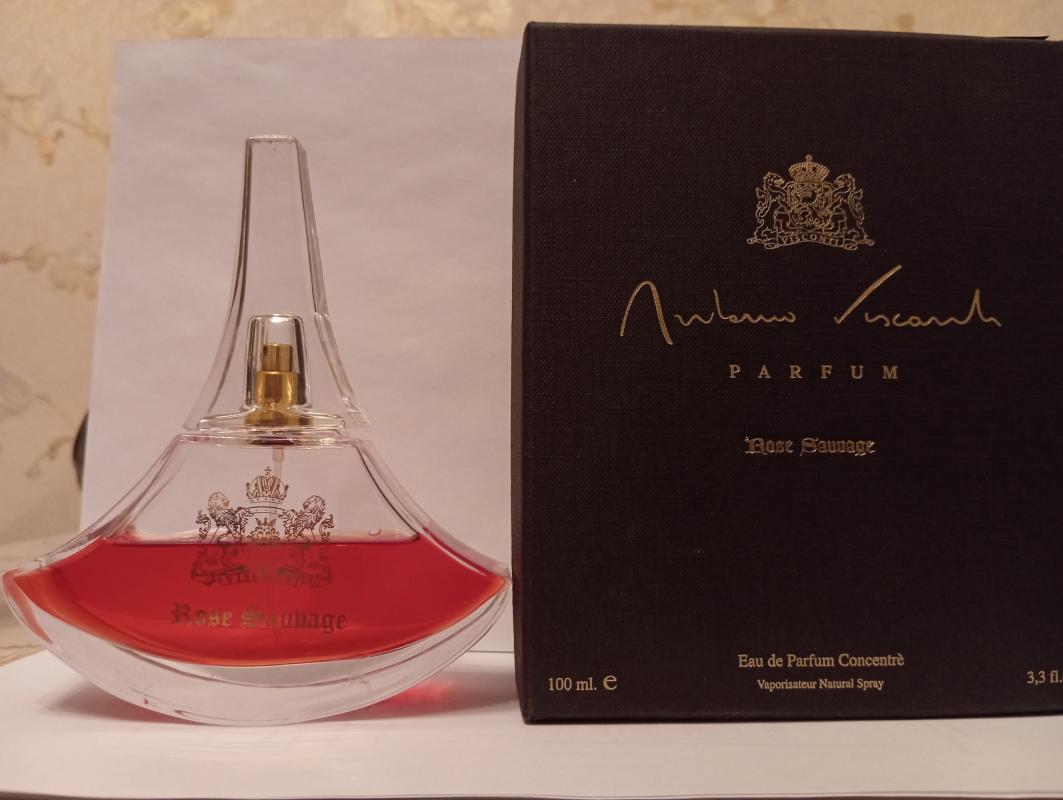 VISCONTI
Rose Sauvage
VISCONTI
Antonio Visconti
PARFUM
Rose Sauvage
Eau de Parfum Concentrè
100 ml. e
Vaporisateur Natural Spray
3,3 fl.